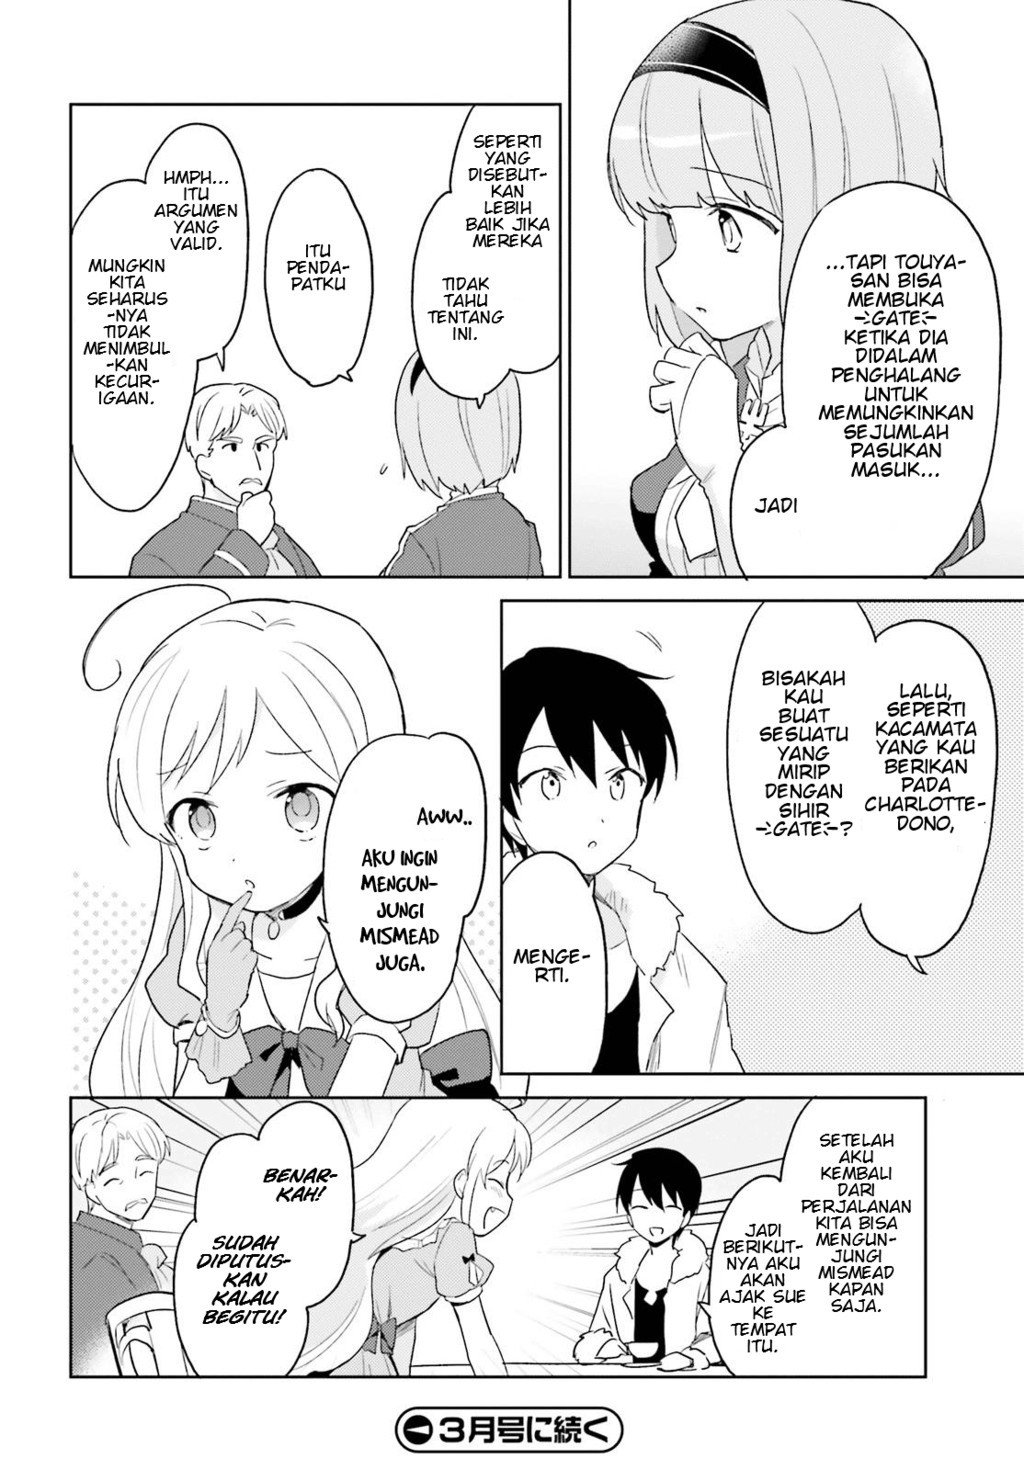 ...TAPI TOUYA-
SAN BISA
MEMBUKA
GATE
KETIKA DIA
DIDALAM
PENGHALANG
UNTUK
MEMUNGKINKAN
SEJUMLAH
PASUKAN
MASUK...
JADI
SEPERTI
YANG
DISEBUT-
KAN
LEBIH
BAIK JIKA
MEREKA
TIDAK
TAHU
TENTANG
INI.
ITU
PENDA-
PATKU
HMPH...
ITU
ARGUMEN
YANG
VALID.
MUNGKIN
KITA
SEHARUS
-NYA
TIDAK
MENIMBUL
-KAN
KECUR-
IGAAN.
LALU,
SEPERTI
KACAMATA
YANG KAU
BERIKAN
PADA
CHARLOTTE-
DONO,
BISAKAH
KAU
BUAT
SESUATU
YANG
MIRIP
DENGAN
SIHIR
GATE?
MENGE-
RTI.
AWW..
AKU INGIN
MENGUN-
JUNGI
MISMEAD
JUGA.
SETELAH
AKU
KEMBALI
DARI
PERJALANAN
KITA BISA
MENGUN-
JUNGI
MISMEAD
KAPAN
SAJA.
JADI
BERIKUT-
NYA AKU
AKAN
AJAK SUE
KE
TEMPAT
ITU.
BENAR-
KAH!
SUDAH
DIPUTUS-
KAN
KALAU
BEGITU!
3月号に続く